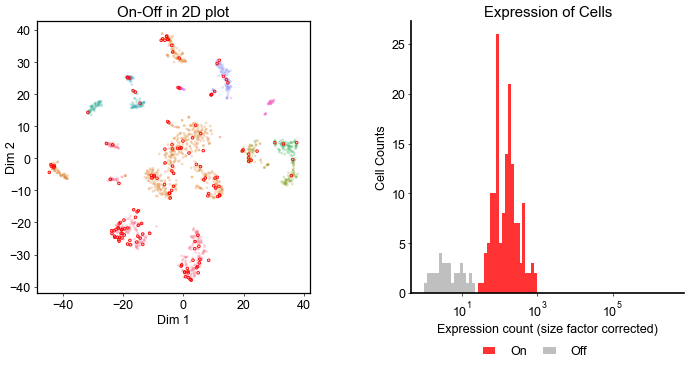 On-Off in 2D plot
Dim 2
40
30
20
10
0
−10
−20
−30
−40
−40
−20
0
20
40
Dim 1
Expression of Cells
Cell Counts
25
20
15
10
5
0
10¹
10³
10⁵
Expression count (size factor corrected)
On
Off